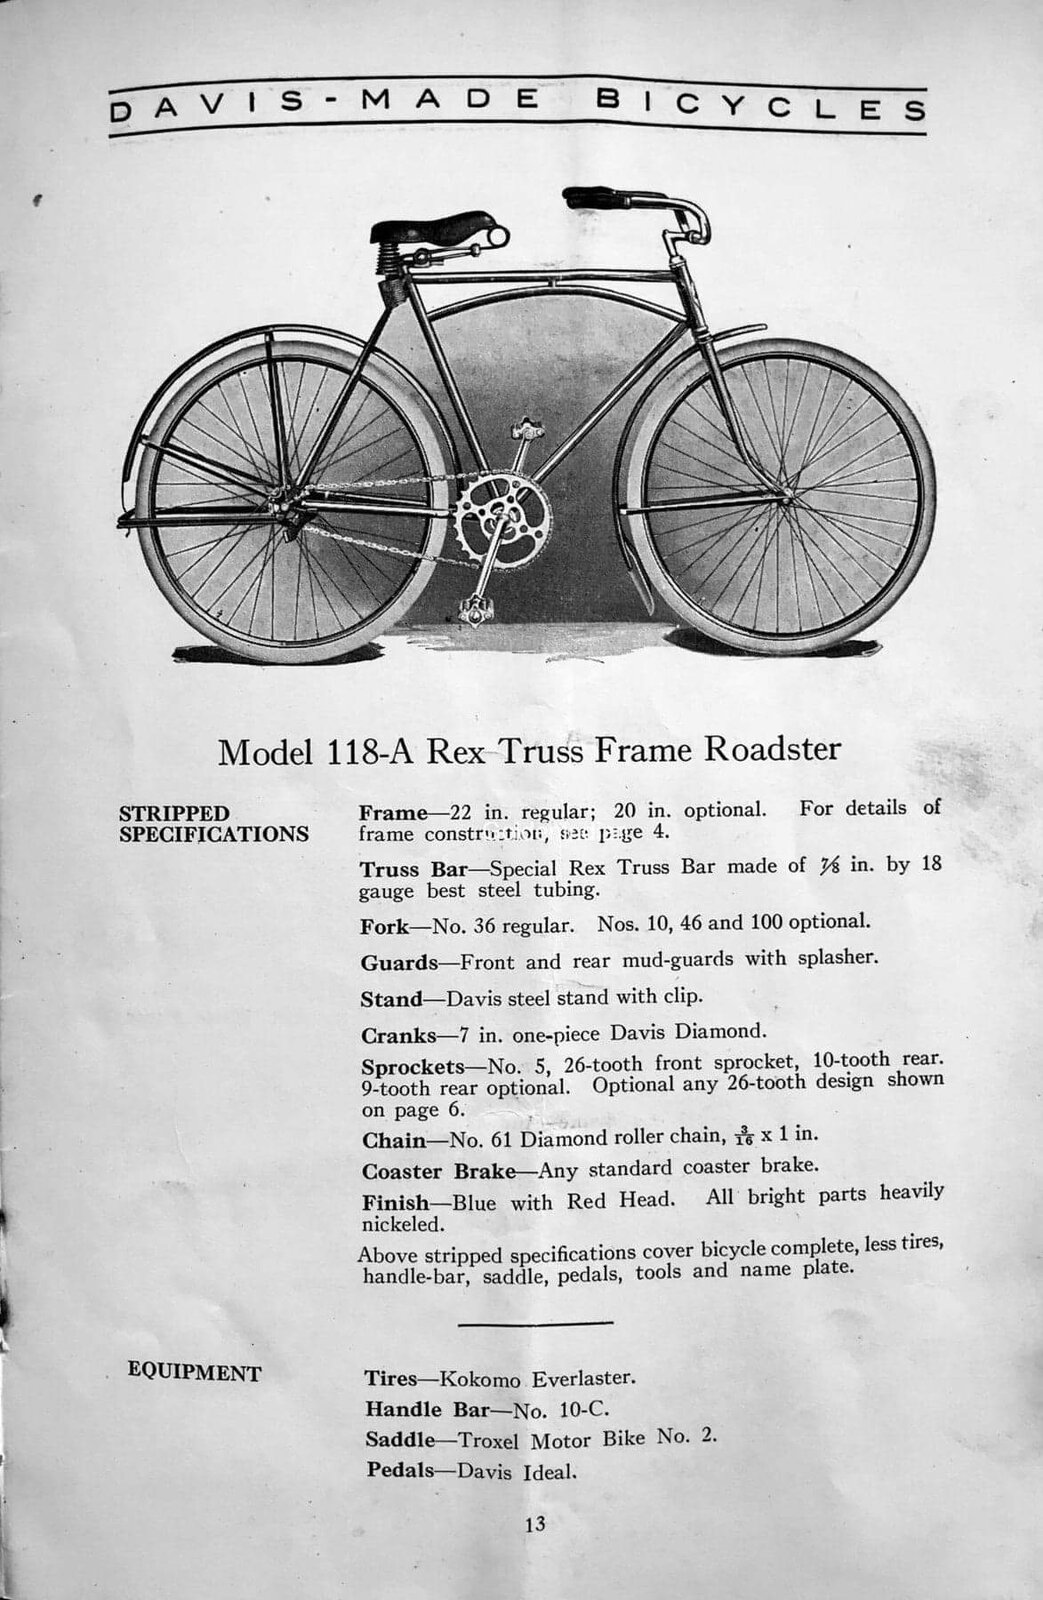 DAVIS-MADE BICYCLES
Model 118-A Rex Truss Frame Roadster
STRIPPED
SPECIFICATIONS
Frame—22 in. regular; 20 in. optional. For details of
frame construction, see page 4.
Truss Bar—Special Rex Truss Bar made of ⅞ in. by 18
gauge best steel tubing.
Fork—No. 36 regular. Nos. 10, 46 and 100 optional.
Guards—Front and rear mud-guards with splasher.
Stand—Davis steel stand with clip.
Cranks—7 in. one-piece Davis Diamond.
Sprockets—No. 5, 26-tooth front sprocket, 10-tooth rear.
9-tooth rear optional. Optional any 26-tooth design shown
on page 6.
Chain—No. 61 Diamond roller chain, 3/16 x 1 in.
Coaster Brake—Any standard coaster brake.
Finish—Blue with Red Head. All bright parts heavily
nickeled.
Above stripped specifications cover bicycle complete, less tires,
handle-bar, saddle, pedals, tools and name plate.
EQUIPMENT
Tires—Kokomo Everlaster.
Handle Bar—No. 10-C.
Saddle—Troxel Motor Bike No. 2.
Pedals—Davis Ideal.
13